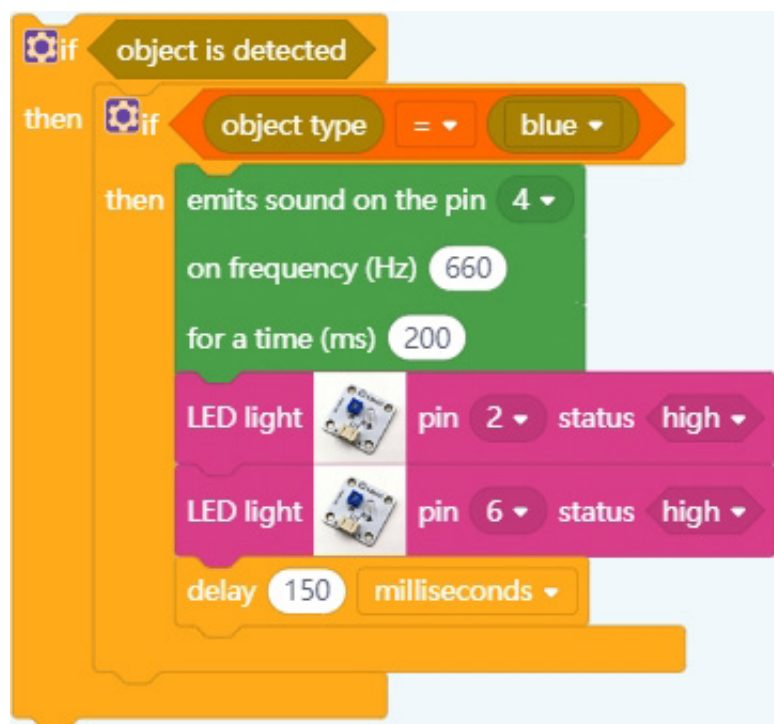 if object is detected
then if object type = blue
then emits sound on the pin 4
on frequency (Hz) 660
for a time (ms) 200
LED light pin 2 status high
LED light pin 6 status high
delay 150 milliseconds